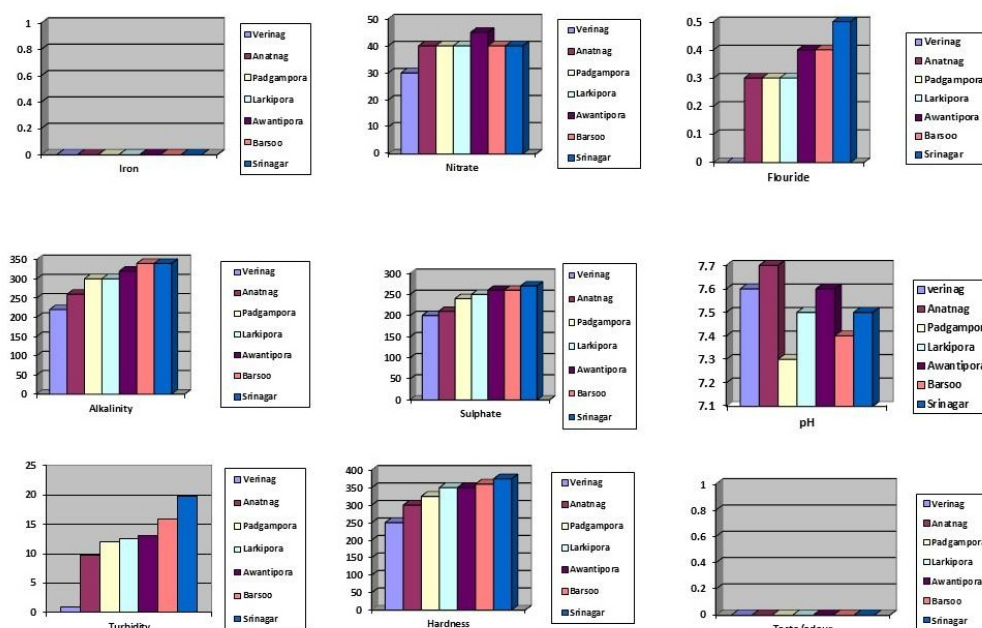 1
0.8
0.6
0.4
0.2
0
Iron
Verinag
Anatnag
Padgampora
Larkipora
Awantipora
Barsoo
Srinagar
50
40
30
20
10
0
Nitrate
Verinag
Anatnag
Padgampora
Larkipora
Awantipora
Barsoo
Srinagar
0.5
0.4
0.3
0.2
0.1
0
Flouride
Verinag
Anatnag
Padgampora
Larkipora
Awantipora
Barsoo
Srinagar
350
300
250
200
150
100
50
0
Alkalinity
Verinag
Anatnag
Padgampora
Larkipora
Awantipora
Barsoo
Srinagar
300
250
200
150
100
50
0
Sulphate
Verinag
Anatnag
Padgampora
Larkipora
Awantipora
Barsoo
Srinagar
7.7
7.6
7.5
7.4
7.3
7.2
7.1
pH
verinag
Anatnag
Padgampora
Larkipora
Awantipora
Barsoo
Srinagar
25
20
15
10
5
0
Turbidity
Verinag
Anatnag
Padgampora
Larkipora
Awantipora
Barsoo
Srinagar
400
350
300
250
200
150
100
50
0
Hardness
Verinag
Anatnag
Padgampora
Larkipora
Awantipora
Barsoo
Srinagar
1
0.8
0.6
0.4
0.2
0
Taste/odour
Verinag
Anatnag
Padgampora
Larkipora
Awantipora
Barsoo
Srinagar